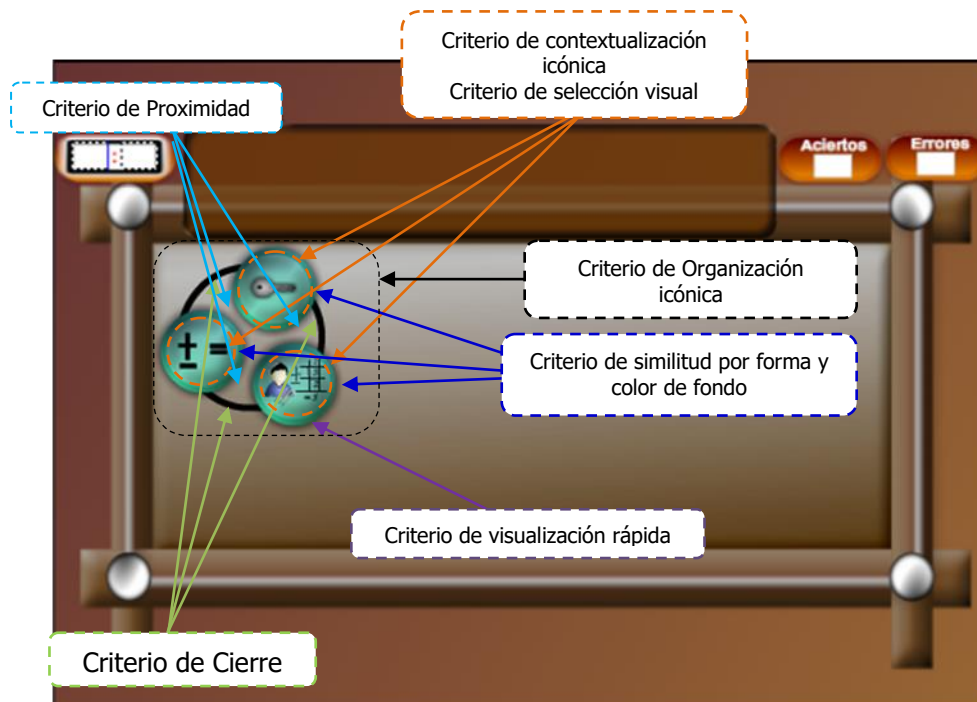 Criterio de contextualización
icónica
Criterio de selección visual
Criterio de Proximidad
Aciertos
Errores
Criterio de Organización
icónica
± =
Criterio de similitud por forma y
color de fondo
Criterio de visualización rápida
Criterio de Cierre